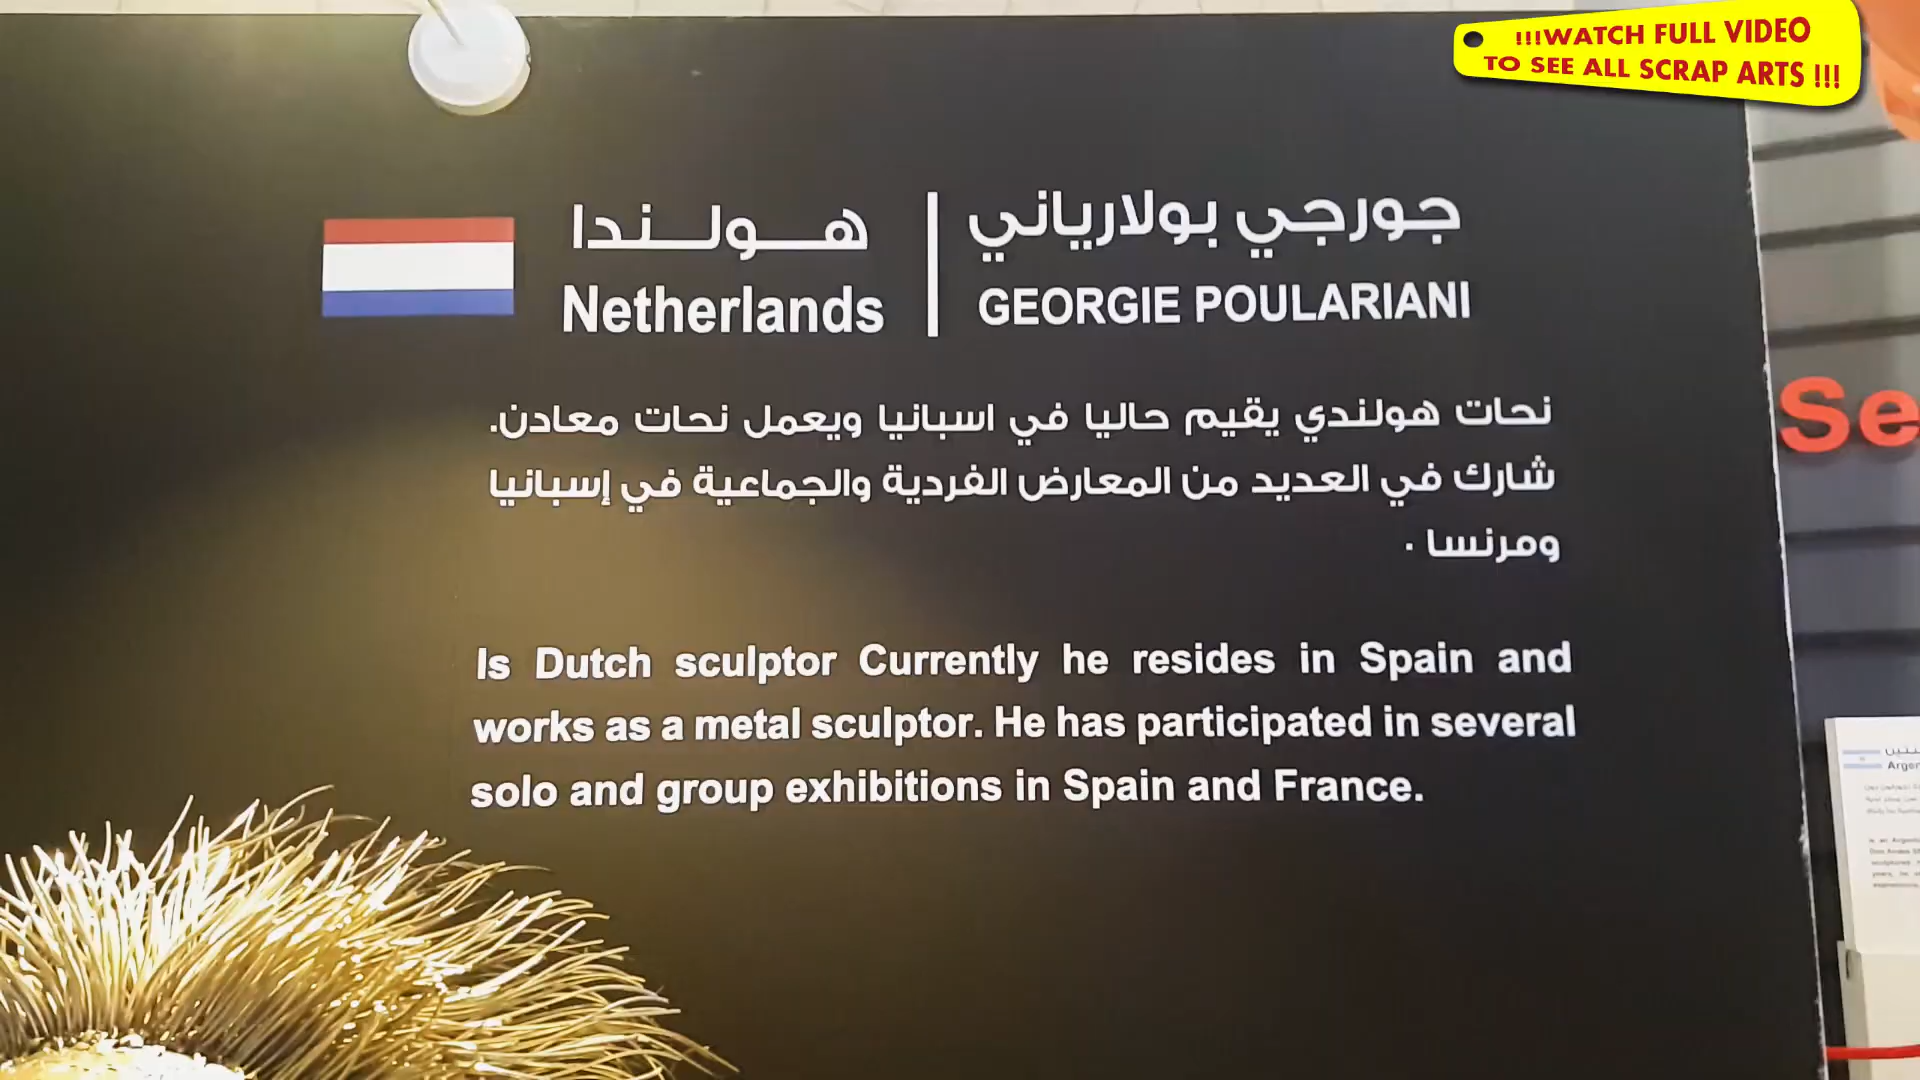 !!!WATCH FULL VIDEO
TO SEE ALL SCRAP ARTS !!!
جورجي بولارياني
GEORGIE POULARIANI
هـــولـــندا
Netherlands
نحات هولندي يقيم حاليا في اسبانيا ويعمل نحات معادن.
شارك في العديد من المعارض الفردية والجماعية في إسبانيا
ومرنسا .
Is Dutch sculptor Currently he resides in Spain and
works as a metal sculptor. He has participated in several
solo and group exhibitions in Spain and France.
Se